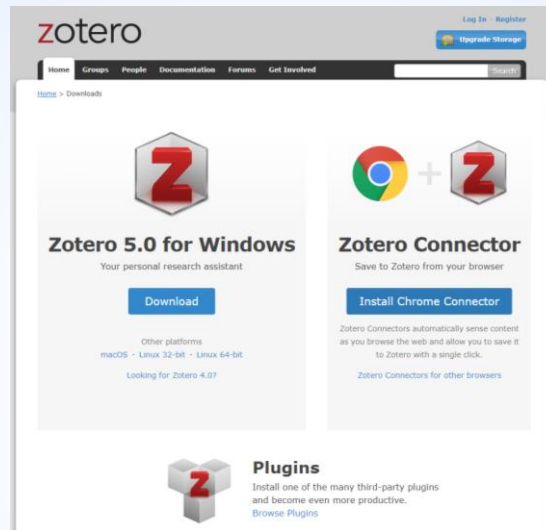 zotero
Log In · Register
Upgrade Storage
Home Groups People Documentation Forums Get Involved
Search
Home > Downloads
Zotero 5.0 for Windows
Your personal research assistant
Download
Other platforms
macOS · Linux 32-bit · Linux 64-bit
Looking for Zotero 4.0?
Zotero Connector
Save to Zotero from your browser
Install Chrome Connector
Zotero Connectors automatically sense content
as you browse the web and allow you to save it
to Zotero with a single click.
Zotero Connectors for other browsers
Plugins
Install one of the many third-party plugins
and become even more productive.
Browse Plugins